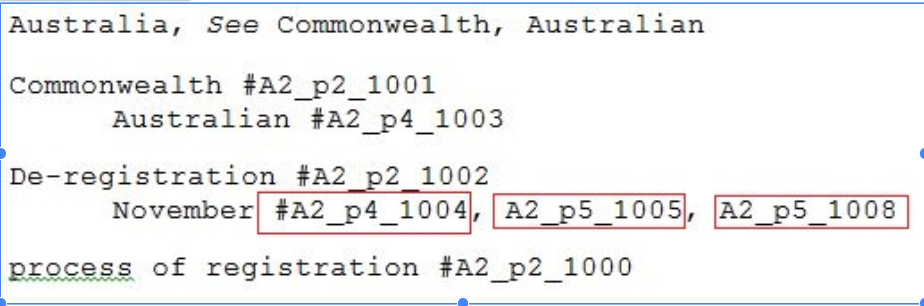 Australia, See Commonwealth, Australian
Commonwealth #A2_p2_1001
Australian #A2_p4_1003
De-registration #A2_p2_1002
November #A2_p4_1004, A2_p5_1005, A2_p5_1008
process of registration #A2_p2_1000